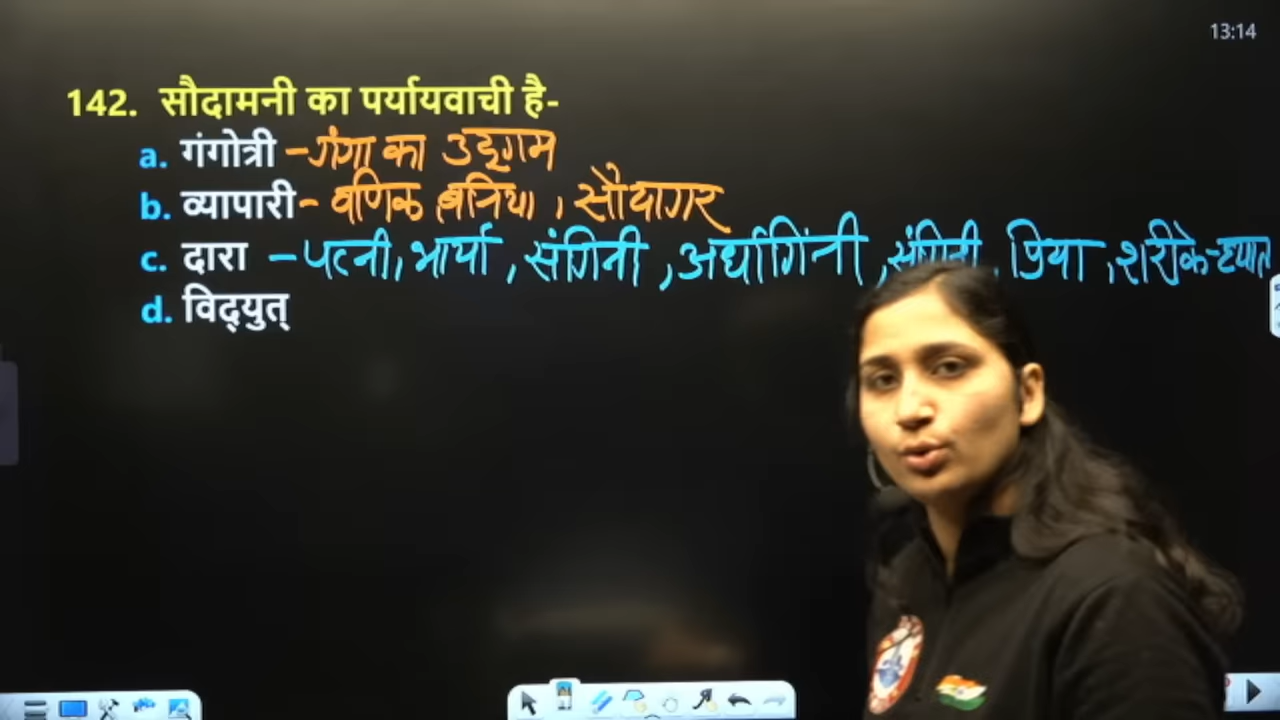 13:14
142. सौदामनी का पर्यायवाची है-
a. गंगोत्री - गंगा का उद्गम
b. व्यापारी - वणिक, बनिया, सौदागर
c. दारा - पत्नी, भार्या, संगिनी, अर्धांगिनी, संगिनी, प्रिया, शरीके-हयात
d. विद्युत्